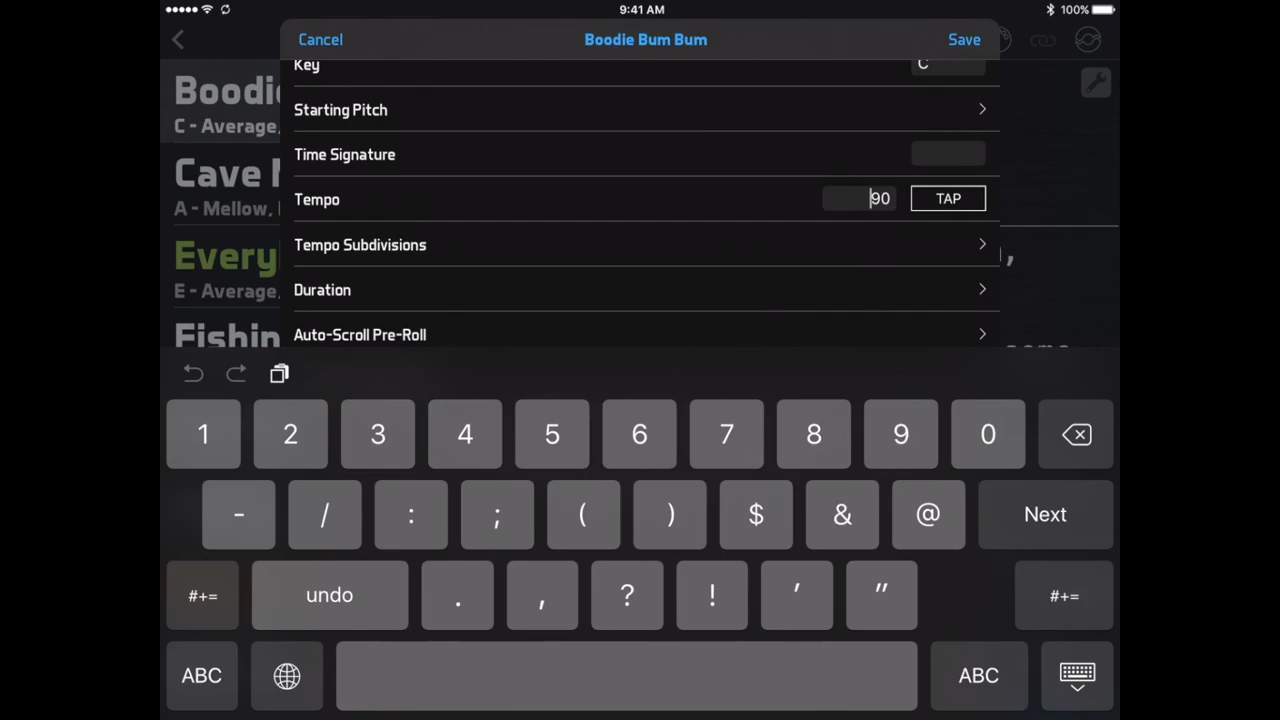 9:41 AM
100%
Cancel
Boodie Bum Bum
Save
Boodie
C - Average,
Cave
A - Mellow,
Every
E - Average,
Fishin
Key
C
Starting Pitch
Time Signature
Tempo
90
TAP
Tempo Subdivisions
Duration
Auto-Scroll Pre-Roll
1 2 3 4 5 6 7 8 9 0
- / : ; ( ) $ & @ Next
#+= undo . , ? ! ' " #+=
ABC ABC